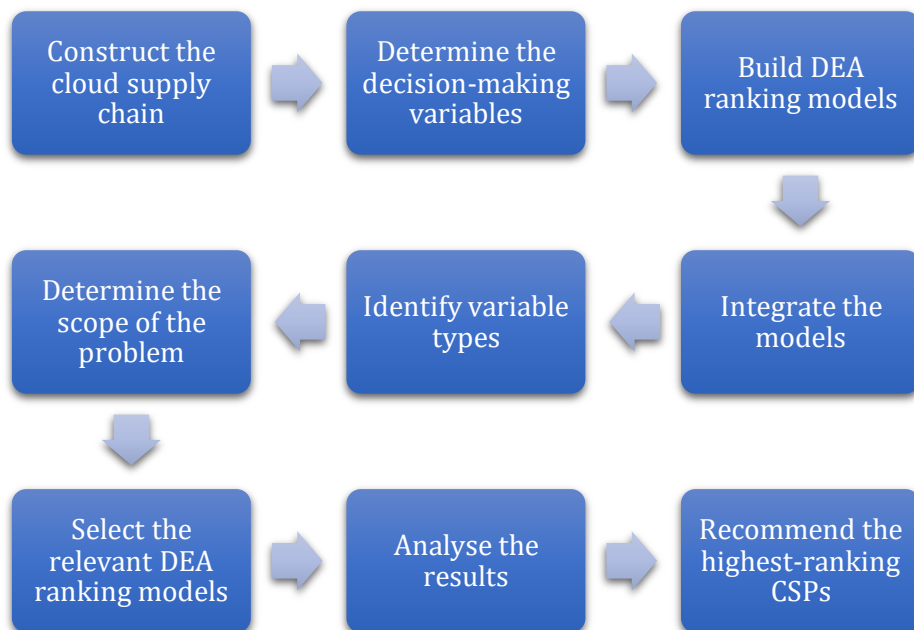 Construct the
cloud supply
chain
Determine the
decision-making
variables
Build DEA
ranking models
Integrate the
models
Identify variable
types
Determine the
scope of the
problem
Select the
relevant DEA
ranking models
Analyse the
results
Recommend the
highest-ranking
CSPs